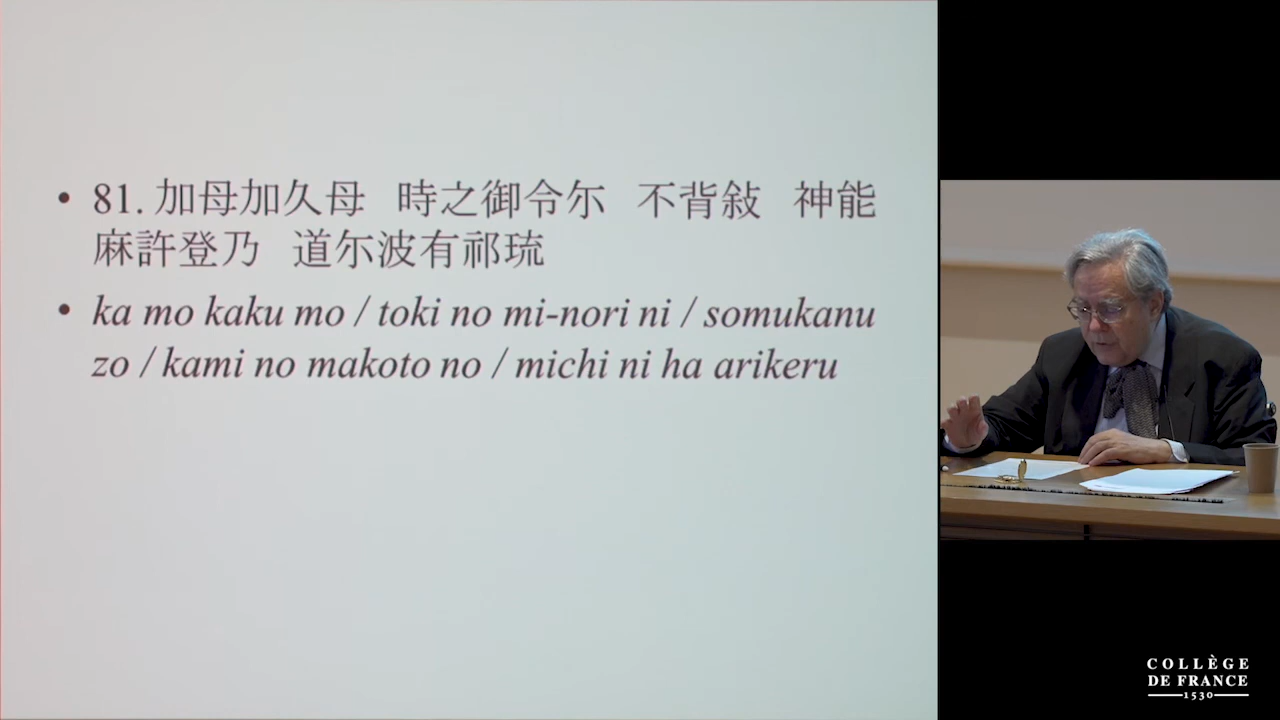 • 81. 加母加久母 時之御令尓 不背敍 神能
麻許登乃 道尓波有祁琉
• ka mo kaku mo / toki no mi-nori ni / somukanu
zo / kami no makoto no / michi ni ha arikeru
COLLÈGE
DE FRANCE
1530